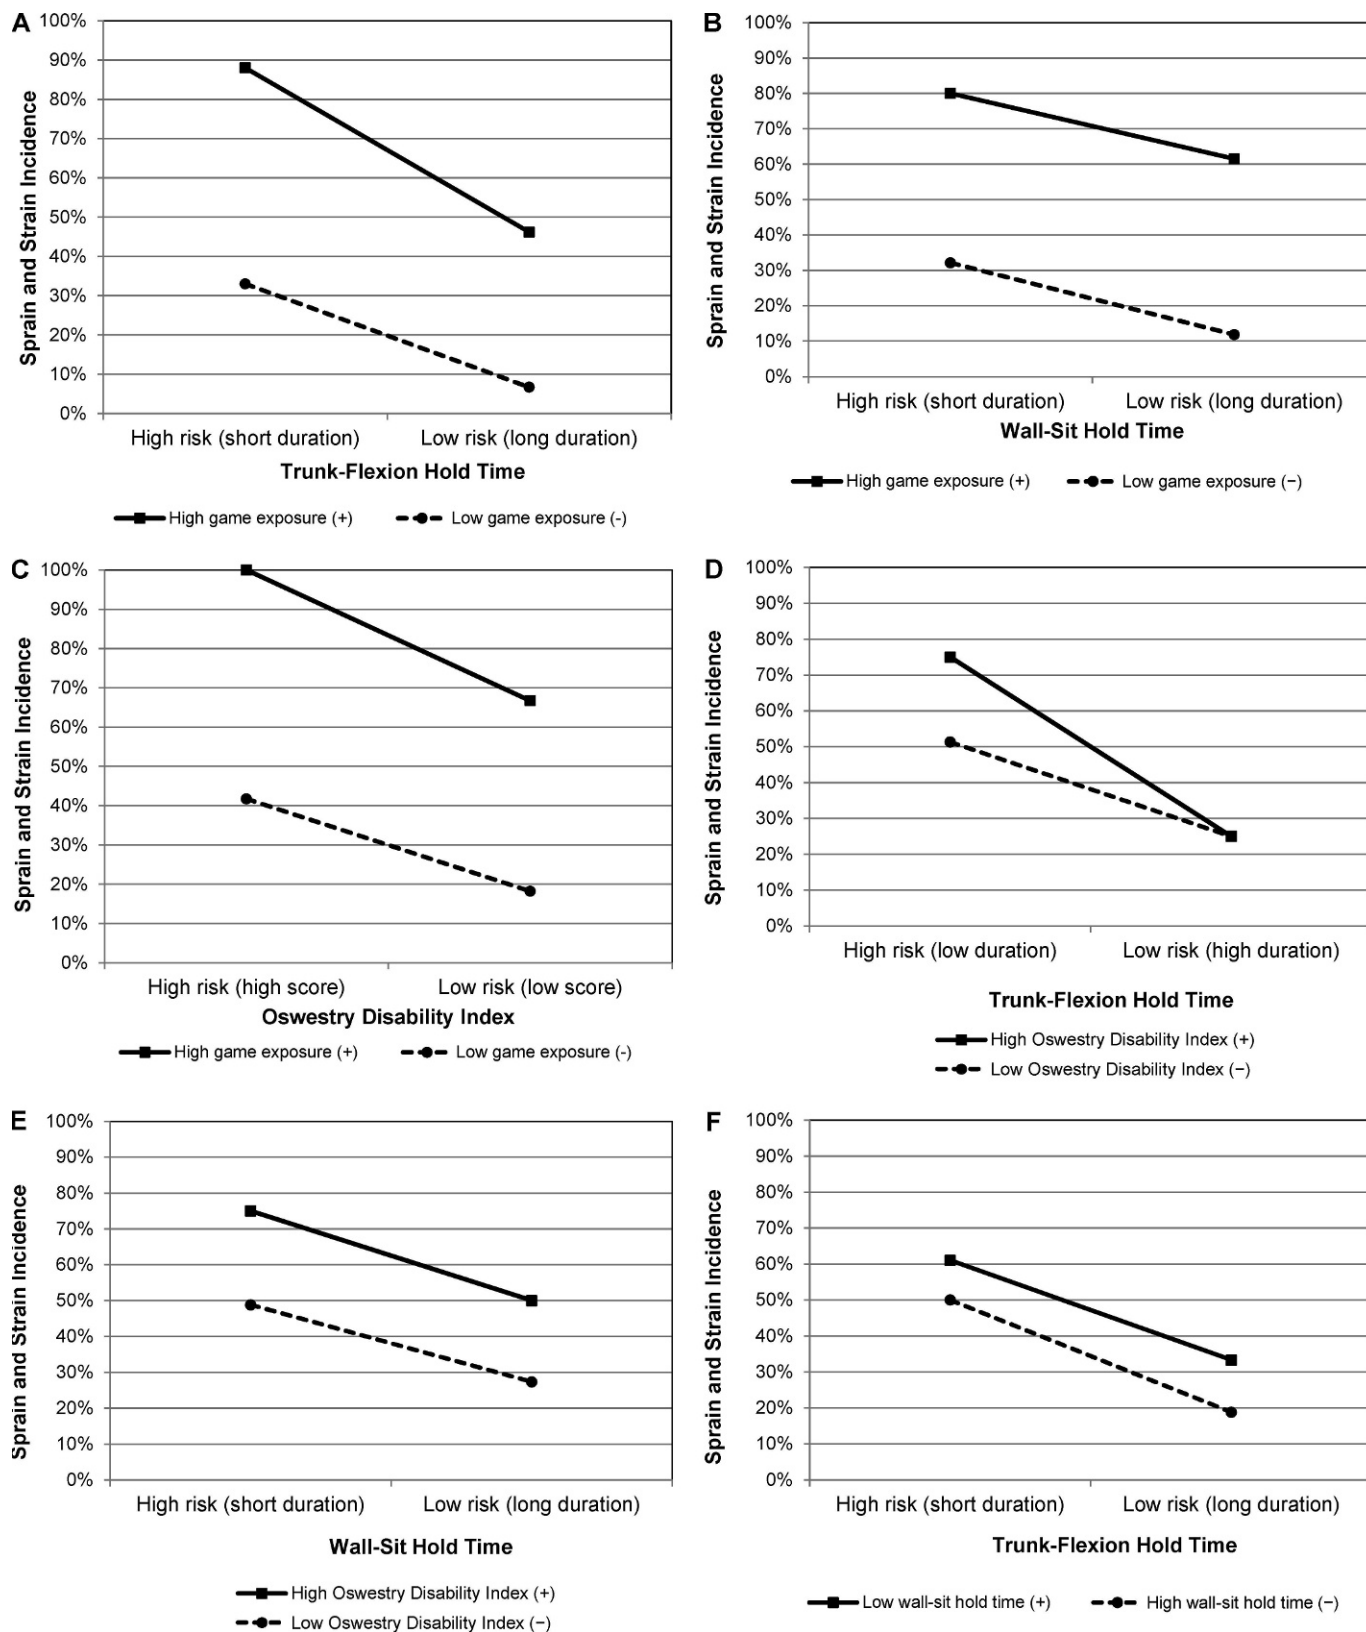 A
100%
90%
80%
70%
60%
50%
40%
30%
20%
10%
0%
Sprain and Strain Incidence
High risk (short duration) Low risk (long duration)
Trunk-Flexion Hold Time
High game exposure (+) Low game exposure (-)
B
100%
90%
80%
70%
60%
50%
40%
30%
20%
10%
0%
Sprain and Strain Incidence
High risk (short duration) Low risk (long duration)
Wall-Sit Hold Time
High game exposure (+) Low game exposure (−)
C
100%
90%
80%
70%
60%
50%
40%
30%
20%
10%
0%
Sprain and Strain Incidence
High risk (high score) Low risk (low score)
Oswestry Disability Index
High game exposure (+) Low game exposure (-)
D
100%
90%
80%
70%
60%
50%
40%
30%
20%
10%
0%
Sprain and Strain Incidence
High risk (low duration) Low risk (high duration)
Trunk-Flexion Hold Time
High Oswestry Disability Index (+)
Low Oswestry Disability Index (−)
E
100%
90%
80%
70%
60%
50%
40%
30%
20%
10%
0%
Sprain and Strain Incidence
High risk (short duration) Low risk (long duration)
Wall-Sit Hold Time
High Oswestry Disability Index (+)
Low Oswestry Disability Index (−)
F
100%
90%
80%
70%
60%
50%
40%
30%
20%
10%
0%
Sprain and Strain Incidence
High risk (short duration) Low risk (long duration)
Trunk-Flexion Hold Time
Low wall-sit hold time (+) High wall-sit hold time (−)